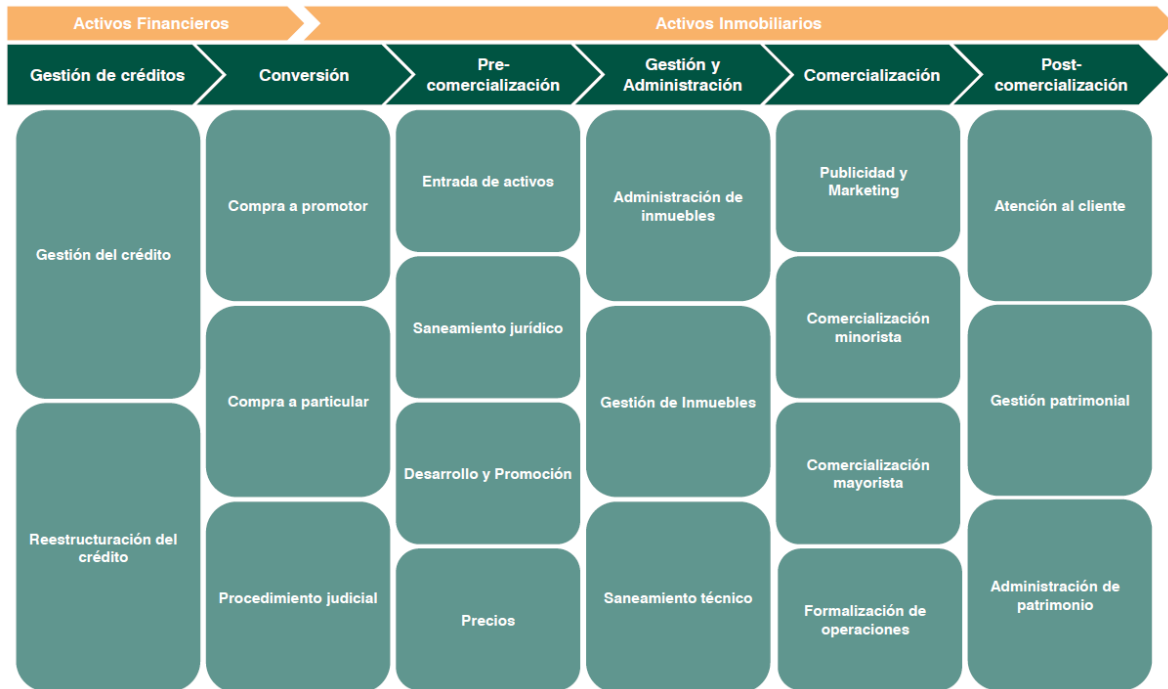 Activos Financieros
Activos Inmobiliarios
Gestión de créditos
Conversión
Pre-
comercialización
Gestión y
Administración
Comercialización
Post-
comercialización
Gestión del crédito
Reestructuración del
crédito
Compra a promotor
Compra a particular
Procedimiento judicial
Entrada de activos
Saneamiento jurídico
Desarrollo y Promoción
Precios
Administración de
inmuebles
Gestión de Inmuebles
Saneamiento técnico
Publicidad y
Marketing
Comercialización
minorista
Comercialización
mayorista
Formalización de
operaciones
Atención al cliente
Gestión patrimonial
Administración de
patrimonio